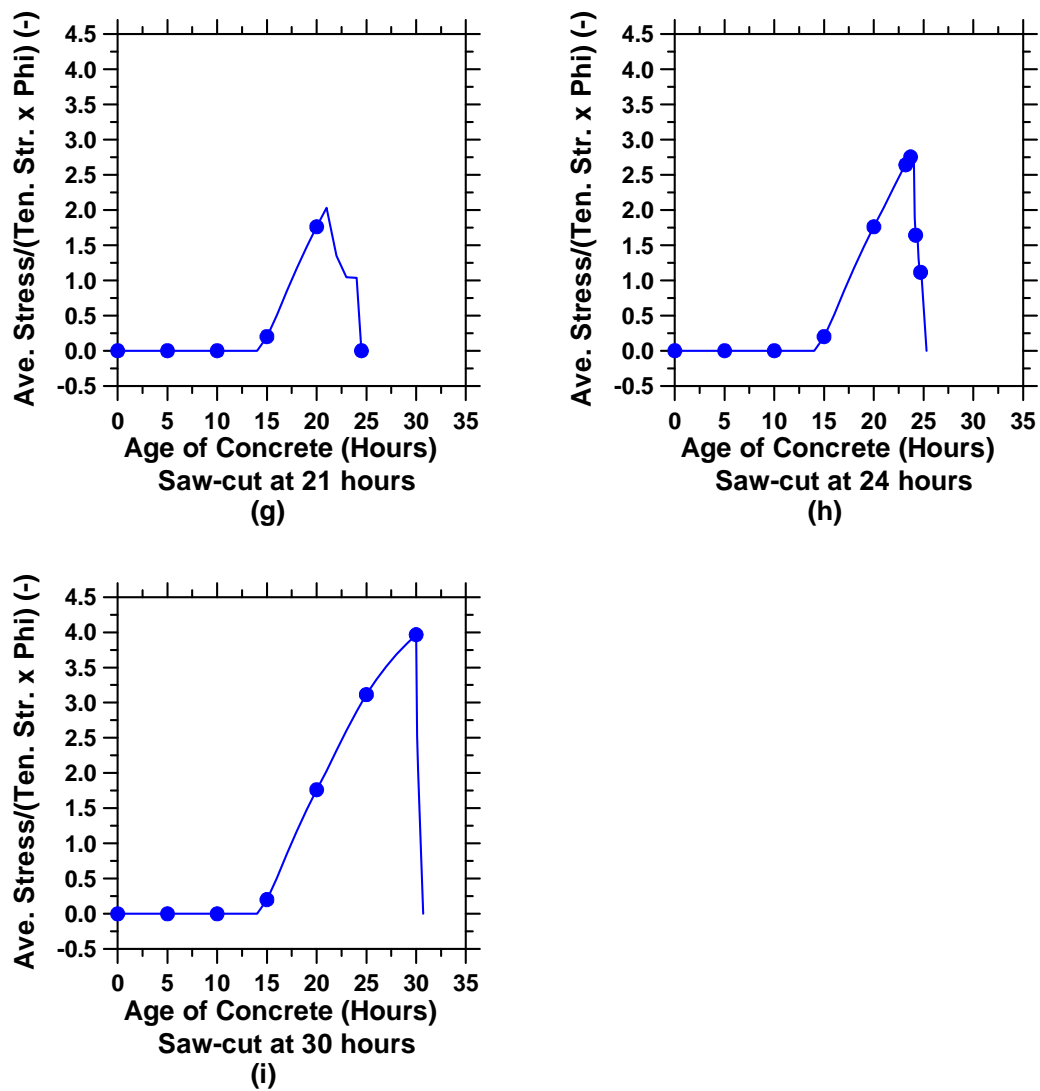 Ave. Stress/(Ten. Str. x Phi) (-)
4.5
4.0
3.5
3.0
2.5
2.0
1.5
1.0
0.5
0.0
-0.5
0 5 10 15 20 25 30 35
Age of Concrete (Hours)
Saw-cut at 21 hours
(g)
Ave. Stress/(Ten. Str. x Phi) (-)
4.5
4.0
3.5
3.0
2.5
2.0
1.5
1.0
0.5
0.0
-0.5
0 5 10 15 20 25 30 35
Age of Concrete (Hours)
Saw-cut at 24 hours
(h)
Ave. Stress/(Ten. Str. x Phi) (-)
4.5
4.0
3.5
3.0
2.5
2.0
1.5
1.0
0.5
0.0
-0.5
0 5 10 15 20 25 30 35
Age of Concrete (Hours)
Saw-cut at 30 hours
(i)